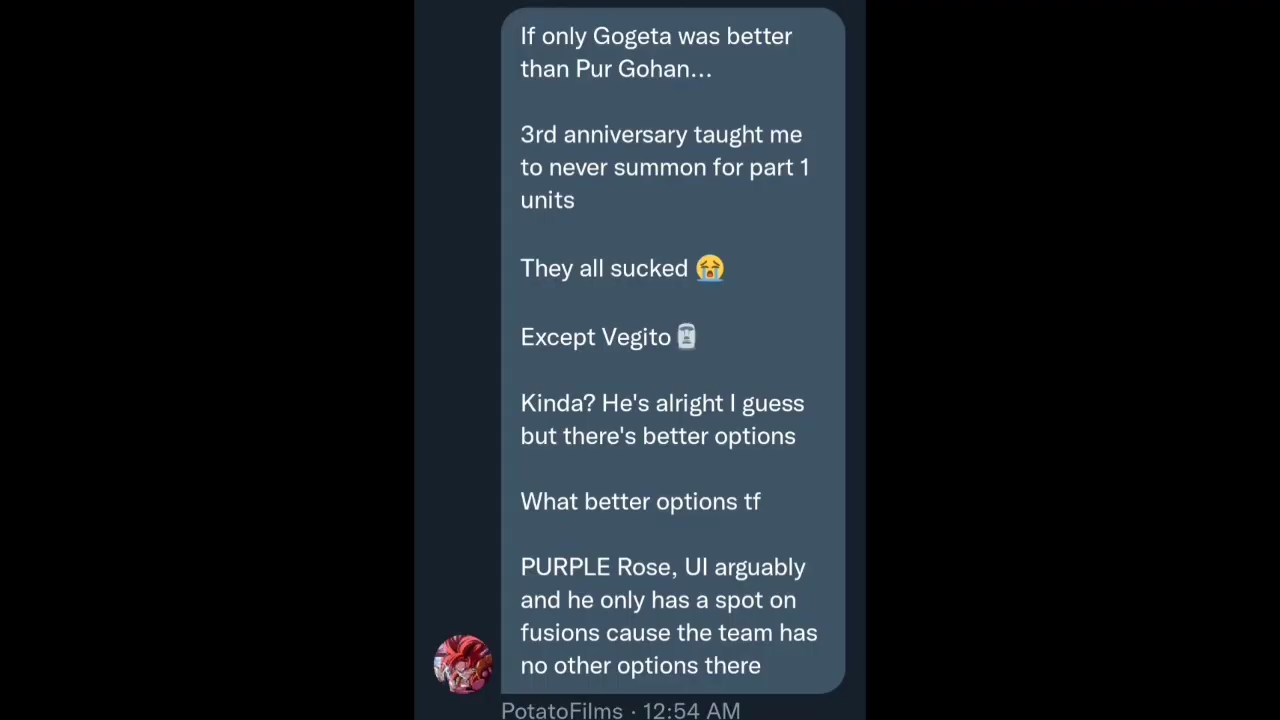 If only Gogeta was better
than Pur Gohan...
3rd anniversary taught me
to never summon for part 1
units
They all sucked 😭
Except Vegito🗿
Kinda? He's alright I guess
but there's better options
What better options tf
PURPLE Rose, UI arguably
and he only has a spot on
fusions cause the team has
no other options there
PotatoFilms · 12:54 AM